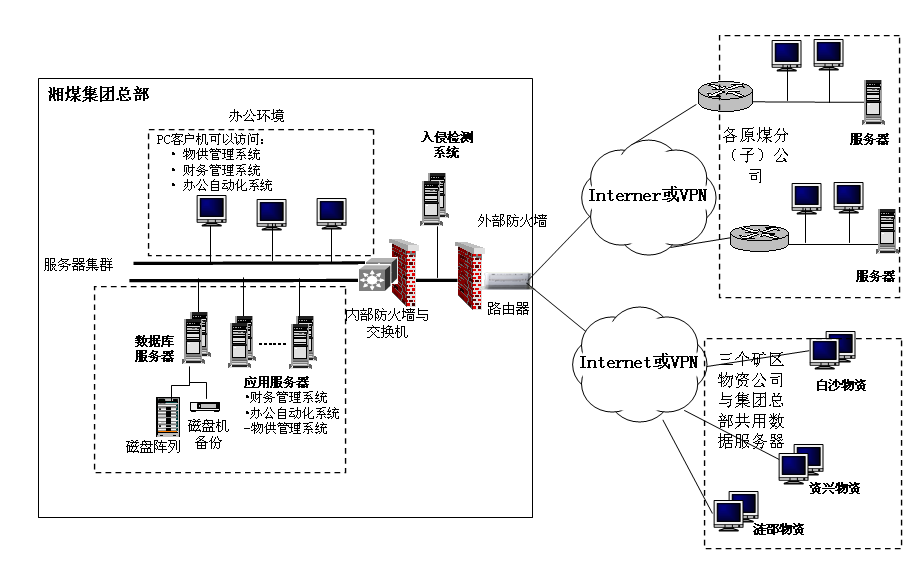 湘煤集团总部
办公环境
PC客户机可以访问:
• 物供管理系统
• 财务管理系统
• 办公自动化系统
入侵检测
系统
外部防火墙
服务器集群
内部防火墙与
交换机
路由器
数据库
服务器
应用服务器
•财务管理系统
•办公自动化系统
–物供管理系统
磁盘阵列
磁盘机
备份
Interner或VPN
各原煤分
（子）公
司
服务器
服务器
Internet或VPN
三个矿区
物资公司
与集团总
部共用数
据服务器
白沙物资
资兴物资
涟邵物资